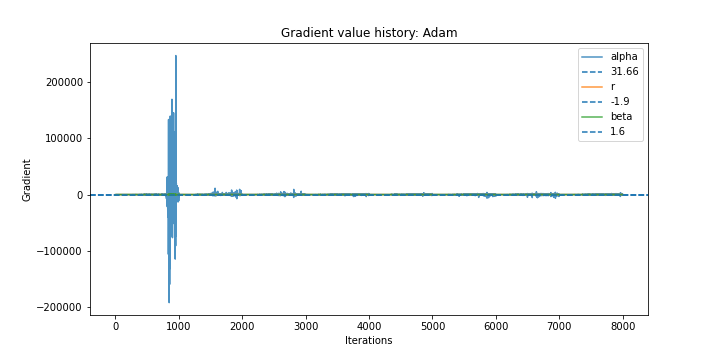 Gradient value history: Adam
alpha
31.66
r
-1.9
beta
1.6
Gradient
200000
100000
0
−100000
−200000
0 1000 2000 3000 4000 5000 6000 7000 8000
Iterations